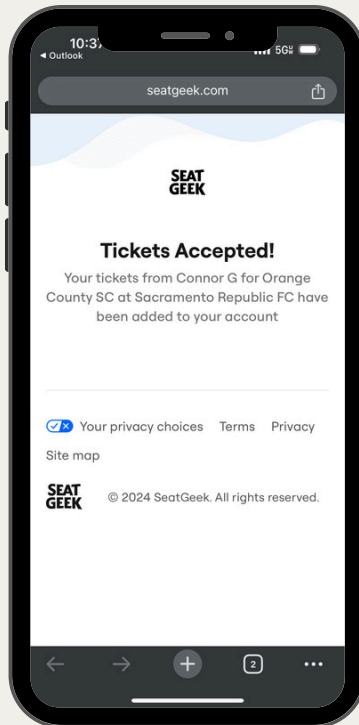 10:37
◄ Outlook
5G
seatgeek.com
SEAT
GEEK
Tickets Accepted!
Your tickets from Connor G for Orange
County SC at Sacramento Republic FC have
been added to your account
Your privacy choices Terms Privacy
Site map
SEAT
GEEK
© 2024 SeatGeek. All rights reserved.
2